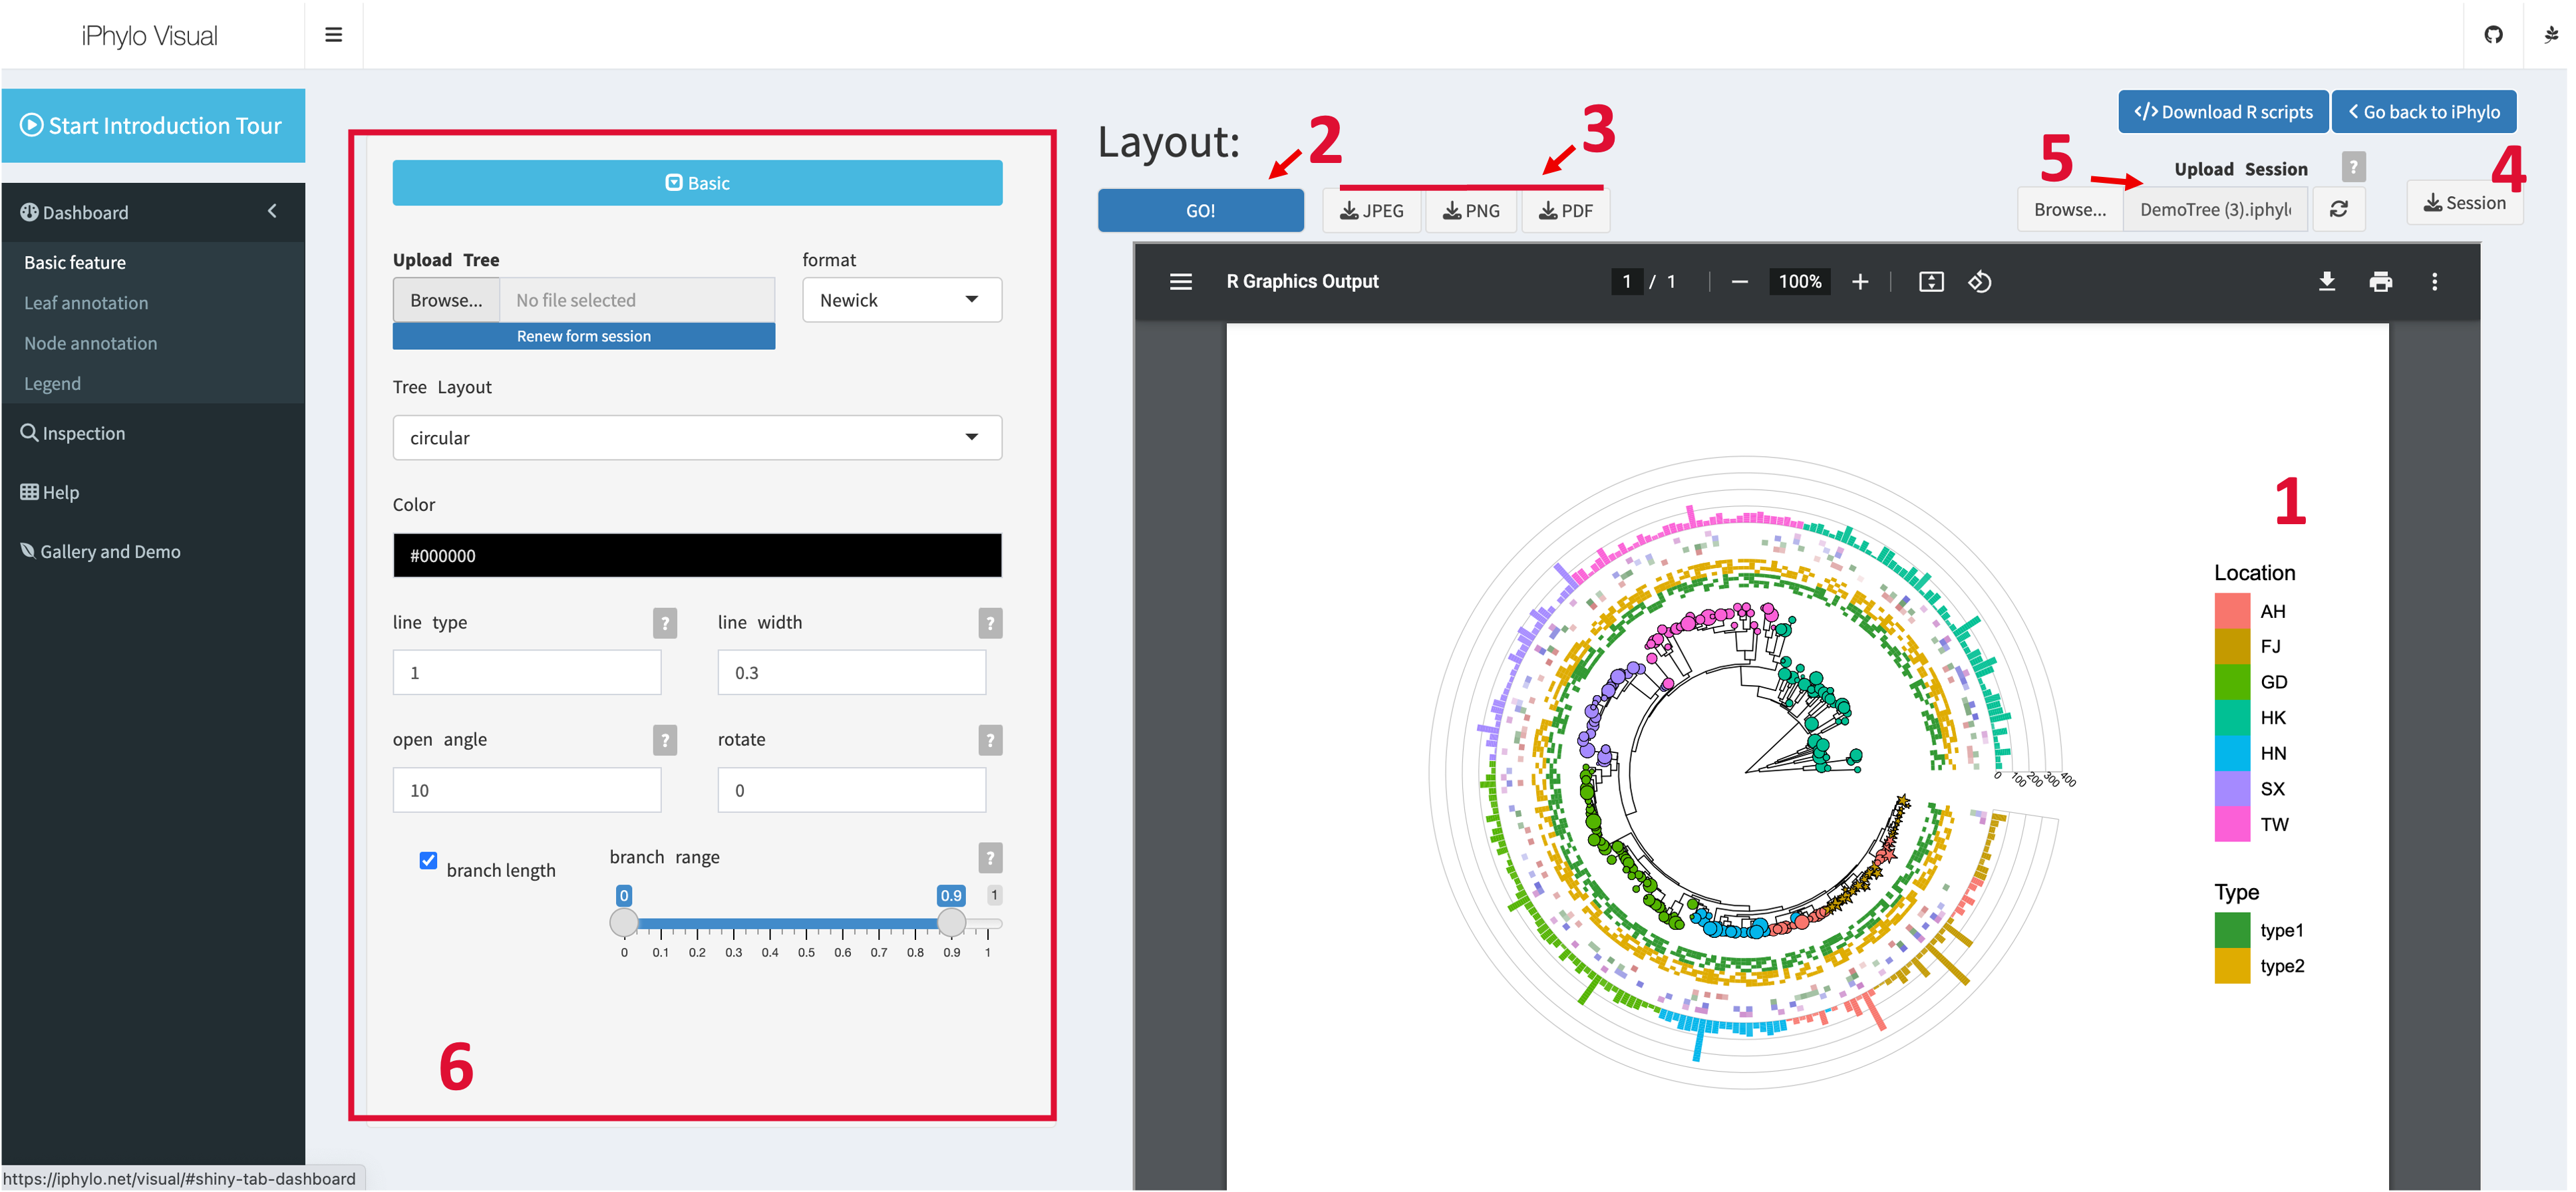 iPhylo Visual
Start Introduction Tour
Dashboard
Basic feature
Leaf annotation
Node annotation
Legend
Inspection
Help
Gallery and Demo
https://iphylo.net/visual/#shiny-tab-dashboard
Basic
Upload Tree
format
Browse...
No file selected
Newick
Renew form session
Tree Layout
circular
Color
#000000
line type
?
line width
?
1
0.3
open angle
?
rotate
?
10
0
branch length
branch range
?
0
0.9
1
0 0.1 0.2 0.3 0.4 0.5 0.6 0.7 0.8 0.9 1
6
Layout:
2
3
GO!
JPEG
PNG
PDF
</> Download R scripts
Go back to iPhylo
5
Upload Session
?
4
Browse...
DemoTree (3).iphyl
Session
R Graphics Output
1 / 1
100%
1
0 100 200 300 400
Location
AH
FJ
GD
HK
HN
SX
TW
Type
type1
type2